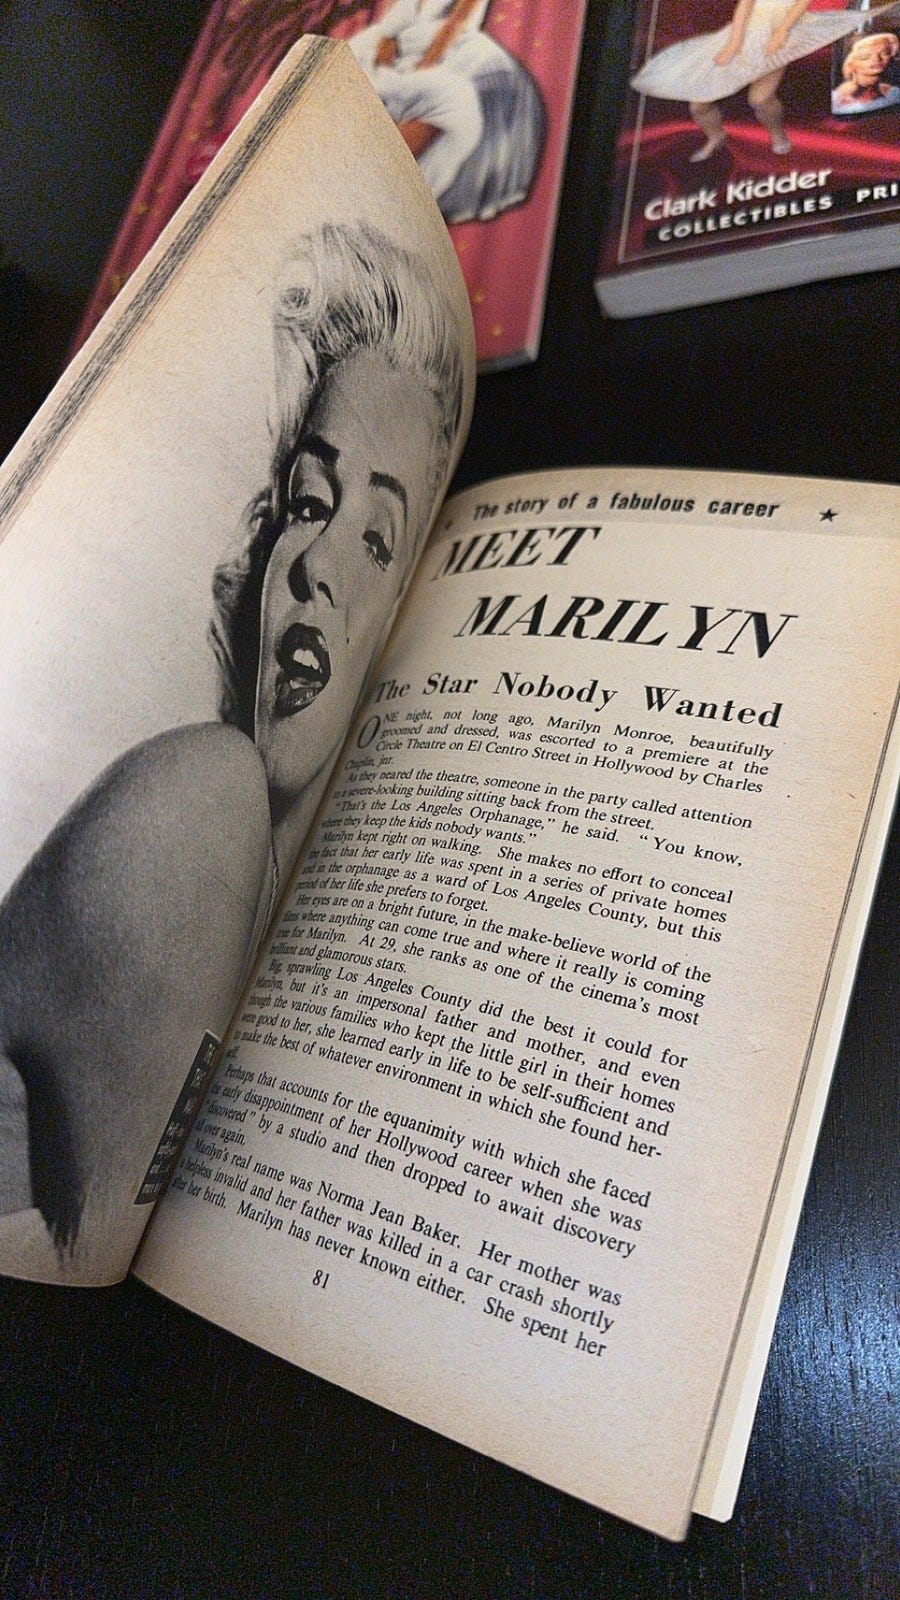 Clark Kidder
COLLECTIBLES PRI
The story of a fabulous career ★
MEET
MARILYN
The Star Nobody Wanted
ONE night, not long ago, Marilyn Monroe, beautifully
groomed and dressed, was escorted to a premiere at the
Circle Theatre on El Centro Street in Hollywood by Charles
Chaplin, jnr.
As they neared the theatre, someone in the party called attention
to a severe-looking building sitting back from the street.
"That's the Los Angeles Orphanage," he said. "You know,
where they keep the kids nobody wants."
Marilyn kept right on walking. She makes no effort to conceal
the fact that her early life was spent in a series of private homes
and in the orphanage as a ward of Los Angeles County, but this
period of her life she prefers to forget.
Her eyes are on a bright future, in the make-believe world of the
films where anything can come true and where it really is coming
true for Marilyn. At 29, she ranks as one of the cinema's most
brilliant and glamorous stars.
Big, sprawling Los Angeles County did the best it could for
Marilyn, but it's an impersonal father and mother, and even
though the various families who kept the little girl in their homes
were good to her, she learned early in life to be self-sufficient and
to make the best of whatever environment in which she found her-
self.
Perhaps that accounts for the equanimity with which she faced
the early disappointment of her Hollywood career when she was
"discovered" by a studio and then dropped to await discovery
all over again.
Marilyn's real name was Norma Jean Baker. Her mother was
a helpless invalid and her father was killed in a car crash shortly
after her birth. Marilyn has never known either. She spent her
81